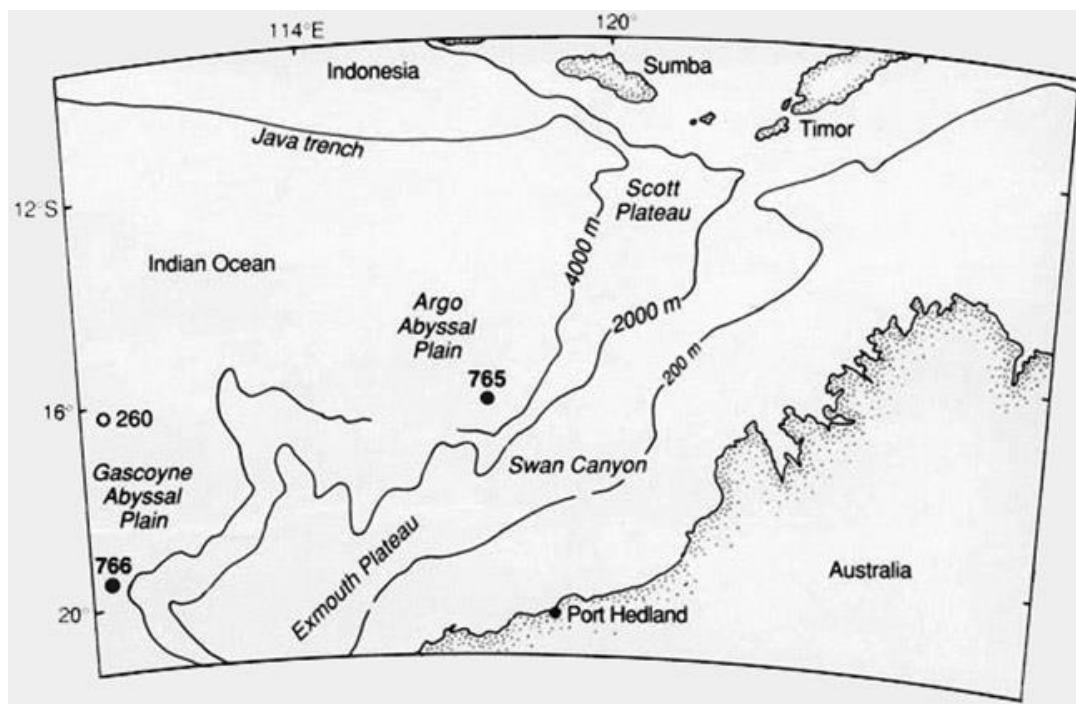 114°E
120°
Indonesia
Sumba
Timor
Java trench
12°S
Scott
Plateau
Indian Ocean
4000 m
Argo
Abyssal
Plain
2000 m
200 m
765
16°
260
Swan Canyon
Gascoyne
Abyssal
Plain
Exmouth Plateau
766
Australia
20°
Port Hedland